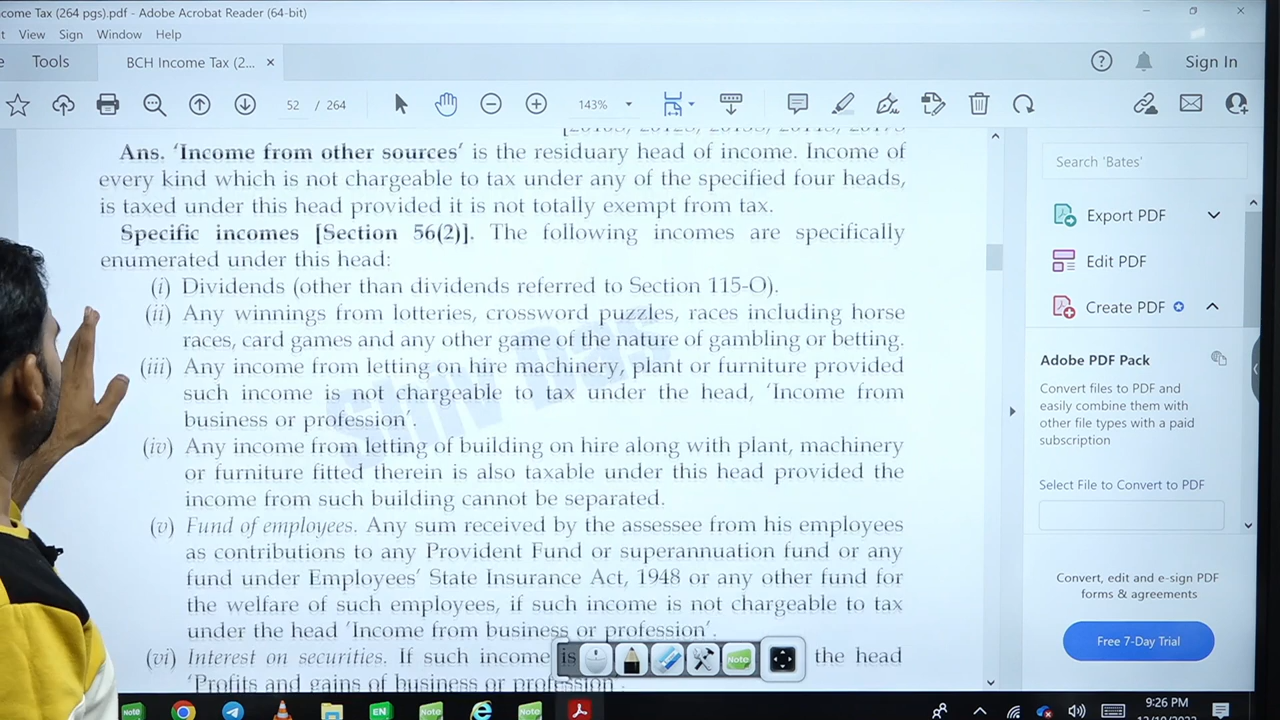 come Tax (264 pgs).pdf - Adobe Acrobat Reader (64-bit)
t View Sign Window Help
e Tools BCH Income Tax (2... ×
Sign In
52 / 264 143%
Ans. ‘Income from other sources’ is the residuary head of income. Income of
every kind which is not chargeable to tax under any of the specified four heads,
is taxed under this head provided it is not totally exempt from tax.
Specific incomes [Section 56(2)]. The following incomes are specifically
enumerated under this head:
(i) Dividends (other than dividends referred to Section 115-O).
(ii) Any winnings from lotteries, crossword puzzles, races including horse
races, card games and any other game of the nature of gambling or betting.
(iii) Any income from letting on hire machinery, plant or furniture provided
such income is not chargeable to tax under the head, ‘Income from
business or profession’.
(iv) Any income from letting of building on hire along with plant, machinery
or furniture fitted therein is also taxable under this head provided the
income from such building cannot be separated.
(v) Fund of employees. Any sum received by the assessee from his employees
as contributions to any Provident Fund or superannuation fund or any
fund under Employees’ State Insurance Act, 1948 or any other fund for
the welfare of such employees, if such income is not chargeable to tax
under the head ‘Income from business or profession’.
(vi) Interest on securities. If such income is the head
‘Profits and gains of business or profession’.
Shiv Das
Search 'Bates'
Export PDF
Edit PDF
Create PDF
Adobe PDF Pack
Convert files to PDF and
easily combine them with
other file types with a paid
subscription
Select File to Convert to PDF
Convert, edit and e-sign PDF
forms & agreements
Free 7-Day Trial
Note
Note EN Note Note
9:26 PM